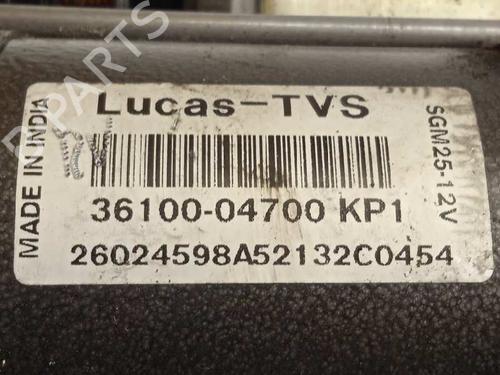 Lucas-TVS
MADE IN INDIA
SGM25-12V
36100-04700 KP1
26024598A52132C0454